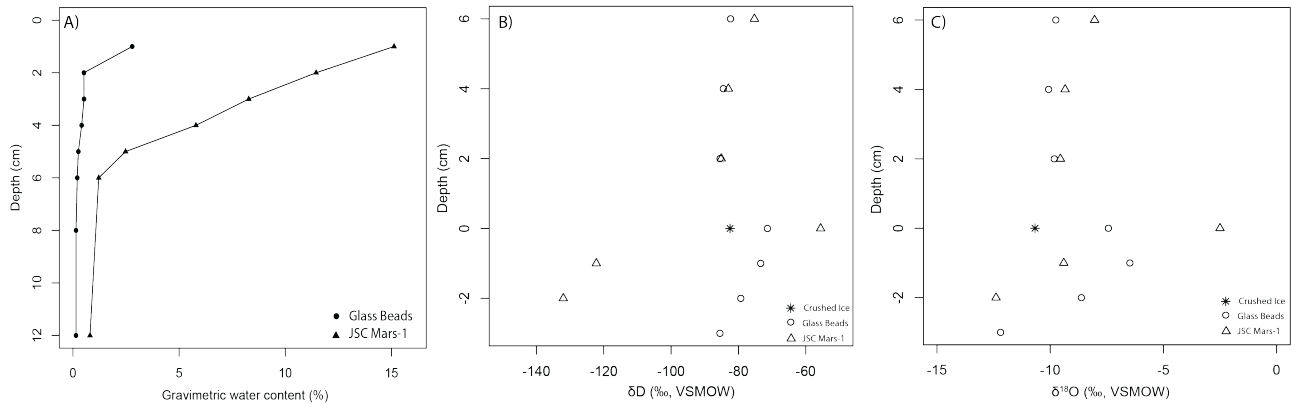 A)
0
2
4
6
8
10
12
Depth (cm)
Glass Beads
JSC Mars-1
0
5
10
15
Gravimetric water content (%)
B)
6
4
2
0
-2
Depth (cm)
Crushed Ice
Glass Beads
JSC Mars-1
-140
-120
-100
-80
-60
δD (‰, VSMOW)
C)
6
4
2
0
-2
Depth (cm)
Crushed Ice
Glass Beads
JSC Mars-1
-15
-10
-5
0
δ¹⁸O (‰, VSMOW)